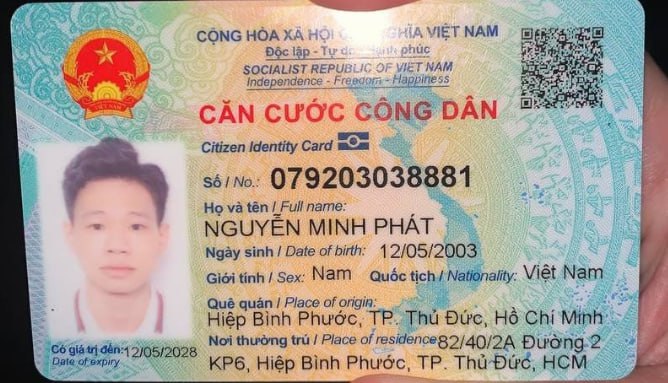 CỘNG HÒA XÃ HỘI NGHĨA VIỆT NAM
Độc lập - Tự do - Hạnh phúc
SOCIALIST REPUBLIC OF VIET NAM
Independence - Freedom - Happiness
CĂN CƯỚC CÔNG DÂN
Citizen Identity Card
Số / No.: 079203038881
Họ và tên / Full name:
NGUYỄN MINH PHÁT
Ngày sinh / Date of birth: 12/05/2003
Giới tính / Sex: Nam Quốc tịch / Nationality: Việt Nam
Quê quán / Place of origin:
Hiệp Bình Phước, TP. Thủ Đức, Hồ Chí Minh
Nơi thường trú / Place of residence 82/40/2A Đường 2
KP6, Hiệp Bình Phước, TP. Thủ Đức, HCM
Có giá trị đến: 12/05/2028
Date of expiry